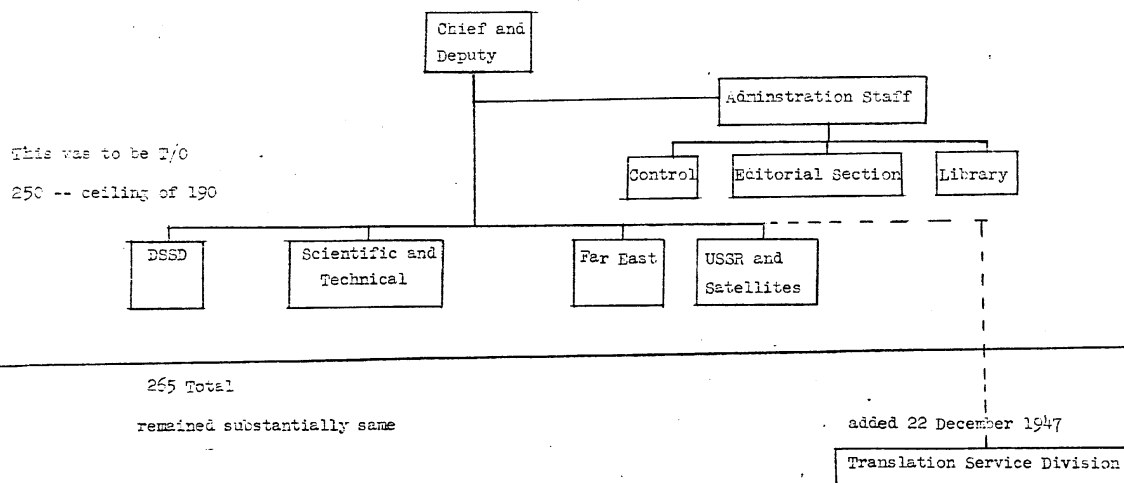 Chief and
Deputy
Adminstration Staff
This was to be T/O
250 -- ceiling of 190
Control
Editorial Section
Library
DSSD
Scientific and
Technical
Far East
USSR and
Satellites
265 Total
remained substantially same
added 22 December 1947
Translation Service Division